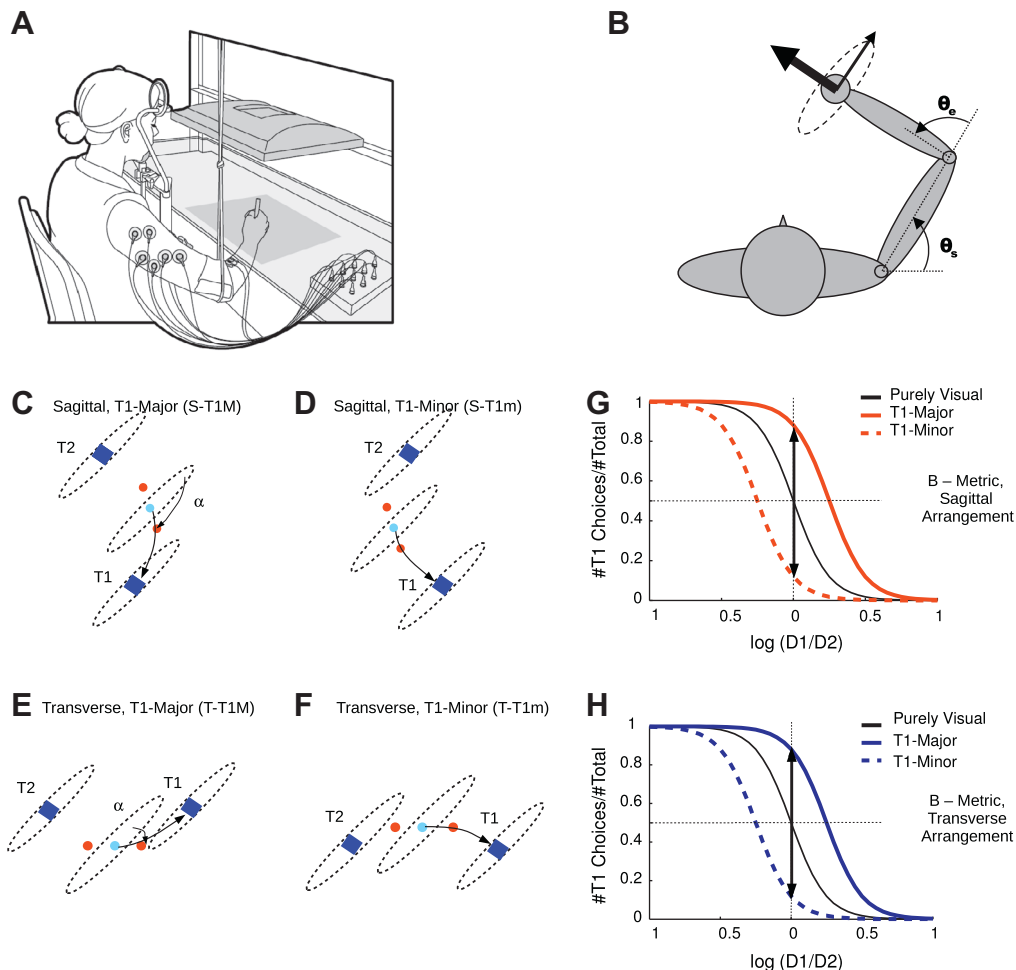 A
B
θe
θs
C
Sagittal, T1-Major (S-T1M)
T2
α
T1
D
Sagittal, T1-Minor (S-T1m)
T2
T1
G
#T1 Choices/#Total
1
0.8
0.6
0.4
0.2
0
1
0.5
0
0.5
1
log (D1/D2)
Purely Visual
T1-Major
T1-Minor
B – Metric,
Sagittal
Arrangement
E
Transverse, T1-Major (T-T1M)
T2
α
T1
F
Transverse, T1-Minor (T-T1m)
T2
T1
H
#T1 Choices/#Total
1
0.8
0.6
0.4
0.2
0
1
0.5
0
0.5
1
log (D1/D2)
Purely Visual
T1-Major
T1-Minor
B – Metric,
Transverse
Arrangement